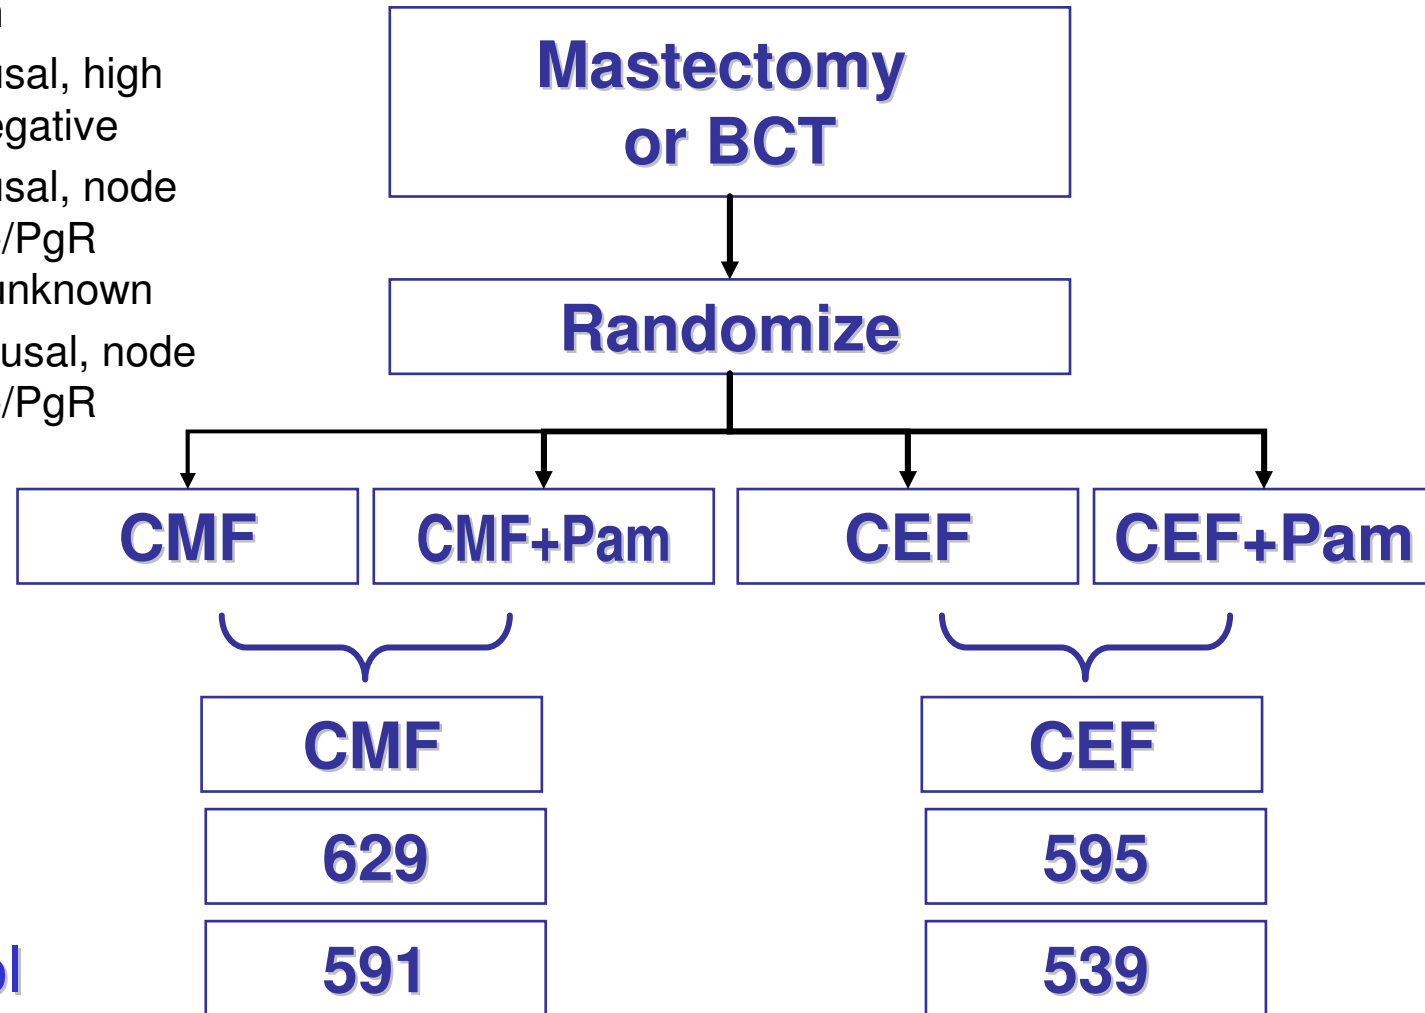 usal, high
egative
usal, node
/PgR
unknown
usal, node
/PgR
Mastectomy
or BCT
Randomize
CMF
CMF+Pam
CEF
CEF+Pam
CMF
CEF
629
595
591
539
ol